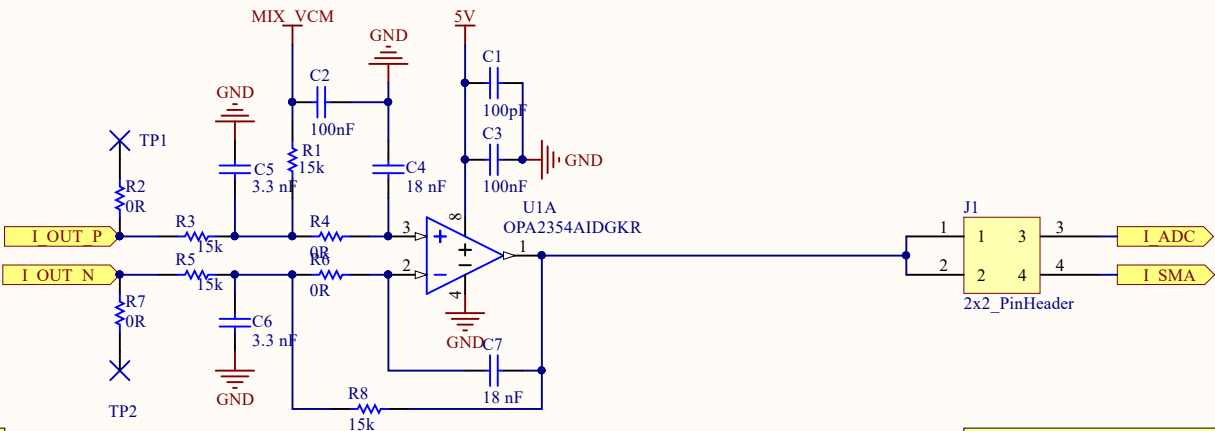 MIX_VCM
5V
GND
C1
C2
100pF
GND
100nF
C3
TP1
R1
GND
C5
15k
C4
100nF
3.3 nF
18 nF
R2
U1A
0R
OPA2354AIDGKR
J1
8
I_OUT_P
R3
R4
3
1
1
3
3
I_ADC
15k
0R
1
I_OUT_N
R5
R6
2
2
2
4
4
I_SMA
15k
0R
4
R7
2x2_PinHeader
0R
C6
3.3 nF
GND
C7
GND
R8
18 nF
TP2
15k